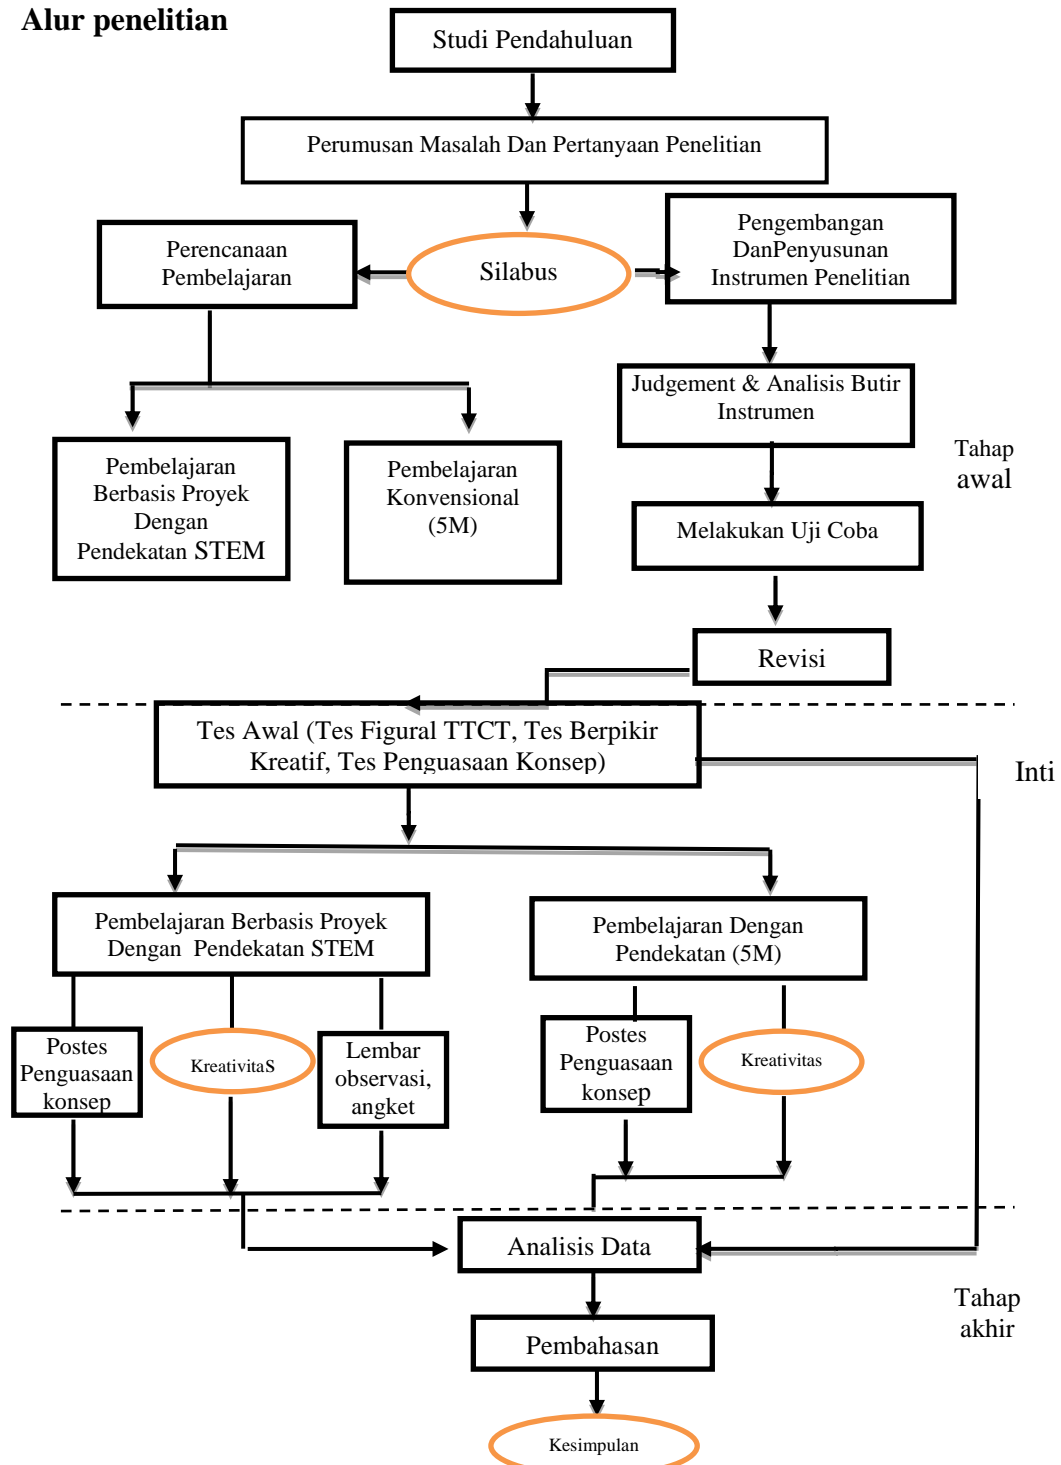 Alur penelitian
Studi Pendahuluan
Perumusan Masalah Dan Pertanyaan Penelitian
Perencanaan
Pembelajaran
Silabus
Pengembangan
DanPenyusunan
Instrumen Penelitian
Judgement & Analisis Butir
Instrumen
Pembelajaran
Berbasis Proyek
Dengan
Pendekatan STEM
Pembelajaran
Konvensional
(5M)
Tahap
awal
Melakukan Uji Coba
Revisi
Tes Awal (Tes Figural TTCT, Tes Berpikir
Kreatif, Tes Penguasaan Konsep)
Inti
Pembelajaran Berbasis Proyek
Dengan Pendekatan STEM
Pembelajaran Dengan
Pendekatan (5M)
Postes
Penguasaan
konsep
KreativitaS
Lembar
observasi,
angket
Postes
Penguasaan
konsep
Kreativitas
Analisis Data
Tahap
akhir
Pembahasan
Kesimpulan